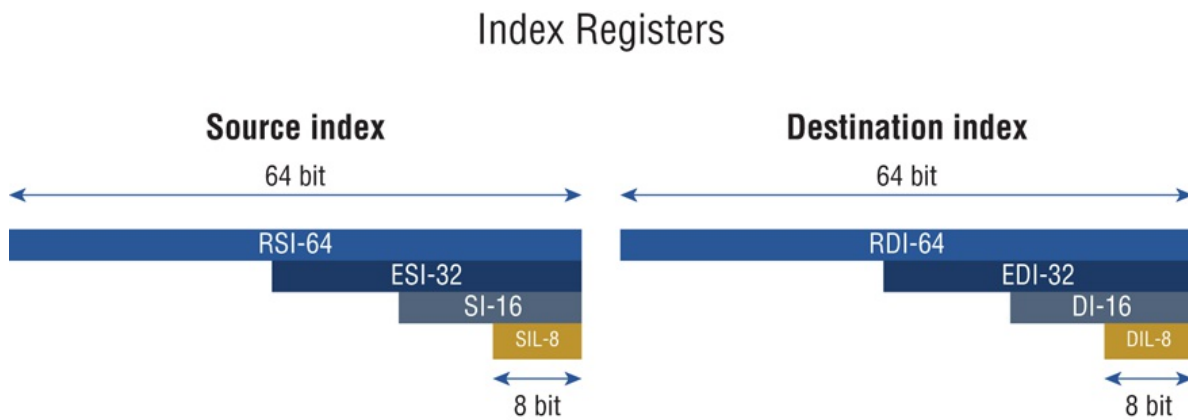 Index Registers
Source index
64 bit
RSI-64
ESI-32
SI-16
SIL-8
8 bit
Destination index
64 bit
RDI-64
EDI-32
DI-16
DIL-8
8 bit